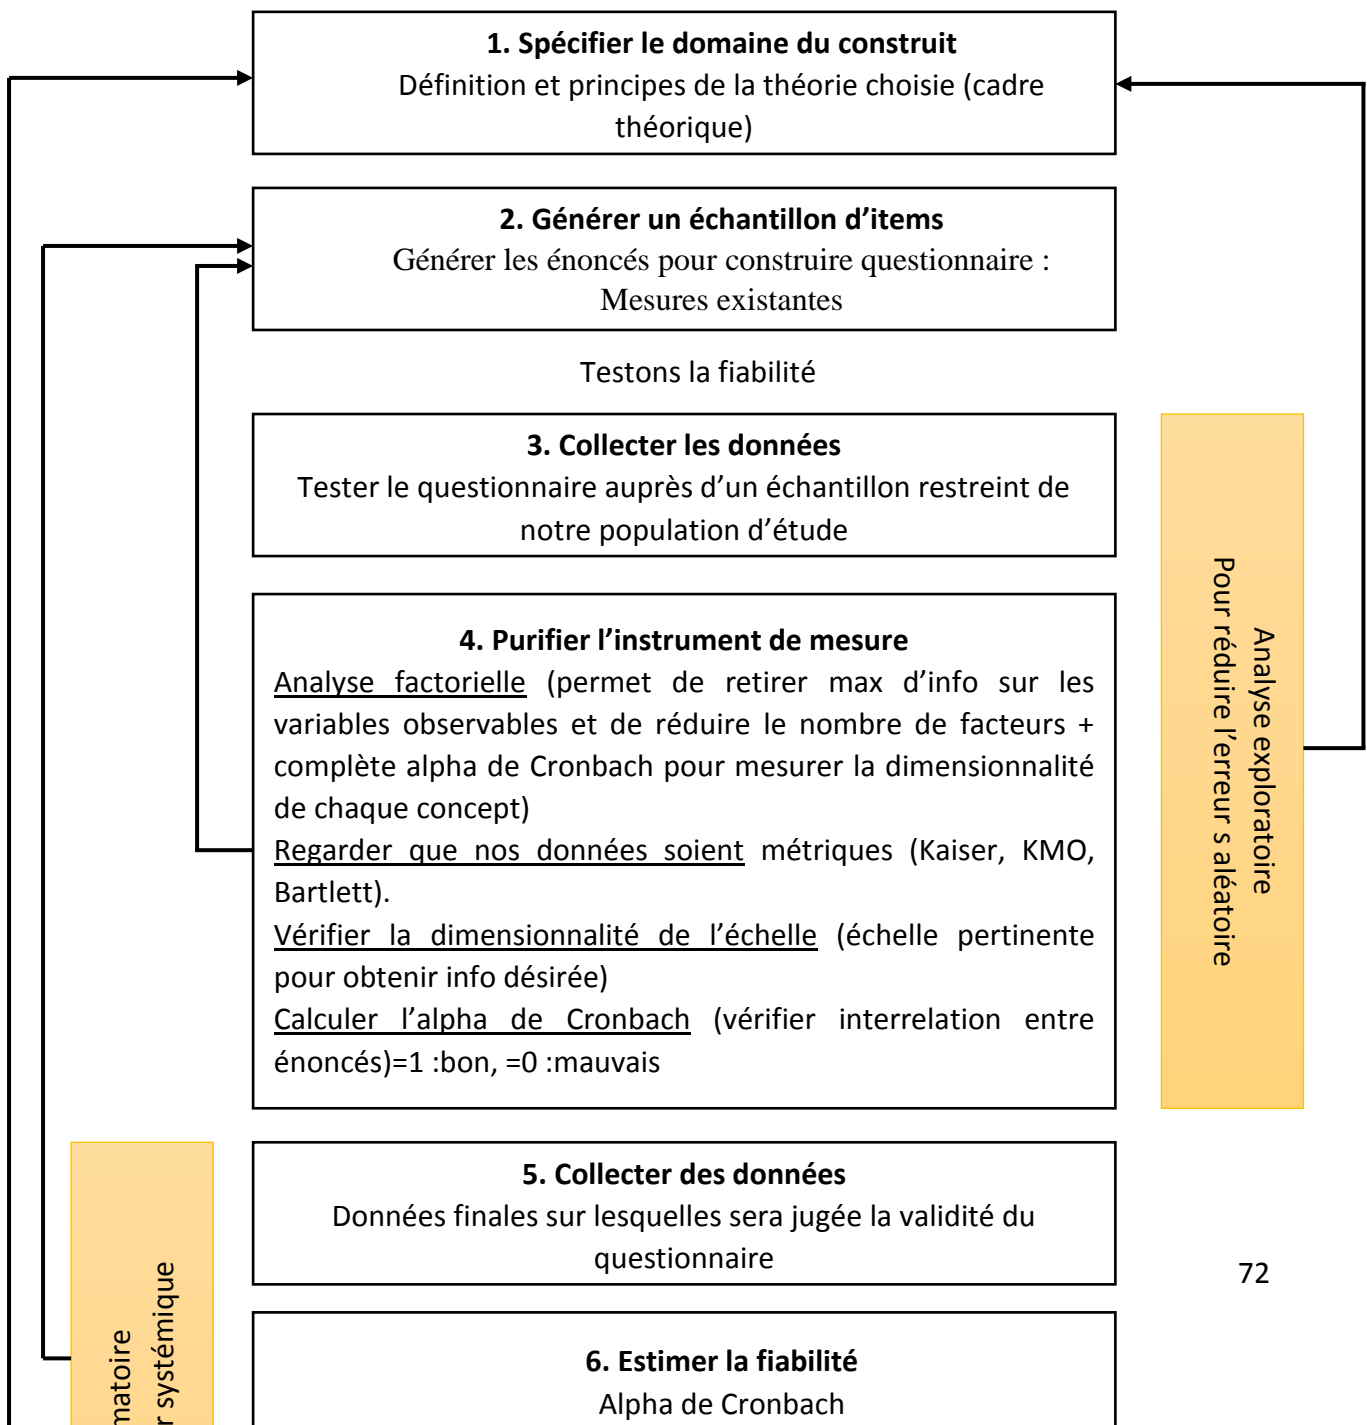 1. Spécifier le domaine du construit
Définition et principes de la théorie choisie (cadre
théorique)
2. Générer un échantillon d’items
Générer les énoncés pour construire questionnaire :
Mesures existantes
Testons la fiabilité
3. Collecter les données
Tester le questionnaire auprès d’un échantillon restreint de
notre population d’étude
4. Purifier l’instrument de mesure
Analyse factorielle (permet de retirer max d’info sur les
variables observables et de réduire le nombre de facteurs +
complète alpha de Cronbach pour mesurer la dimensionnalité
de chaque concept)
Regarder que nos données soient métriques (Kaiser, KMO,
Bartlett).
Vérifier la dimensionnalité de l’échelle (échelle pertinente
pour obtenir info désirée)
Calculer l’alpha de Cronbach (vérifier interrelation entre
énoncés)=1 :bon, =0 :mauvais
Analyse exploratoire
Pour réduire l’erreur s aléatoire
5. Collecter des données
Données finales sur lesquelles sera jugée la validité du
questionnaire
72
6. Estimer la fiabilité
Alpha de Cronbach
matoire
r systémique